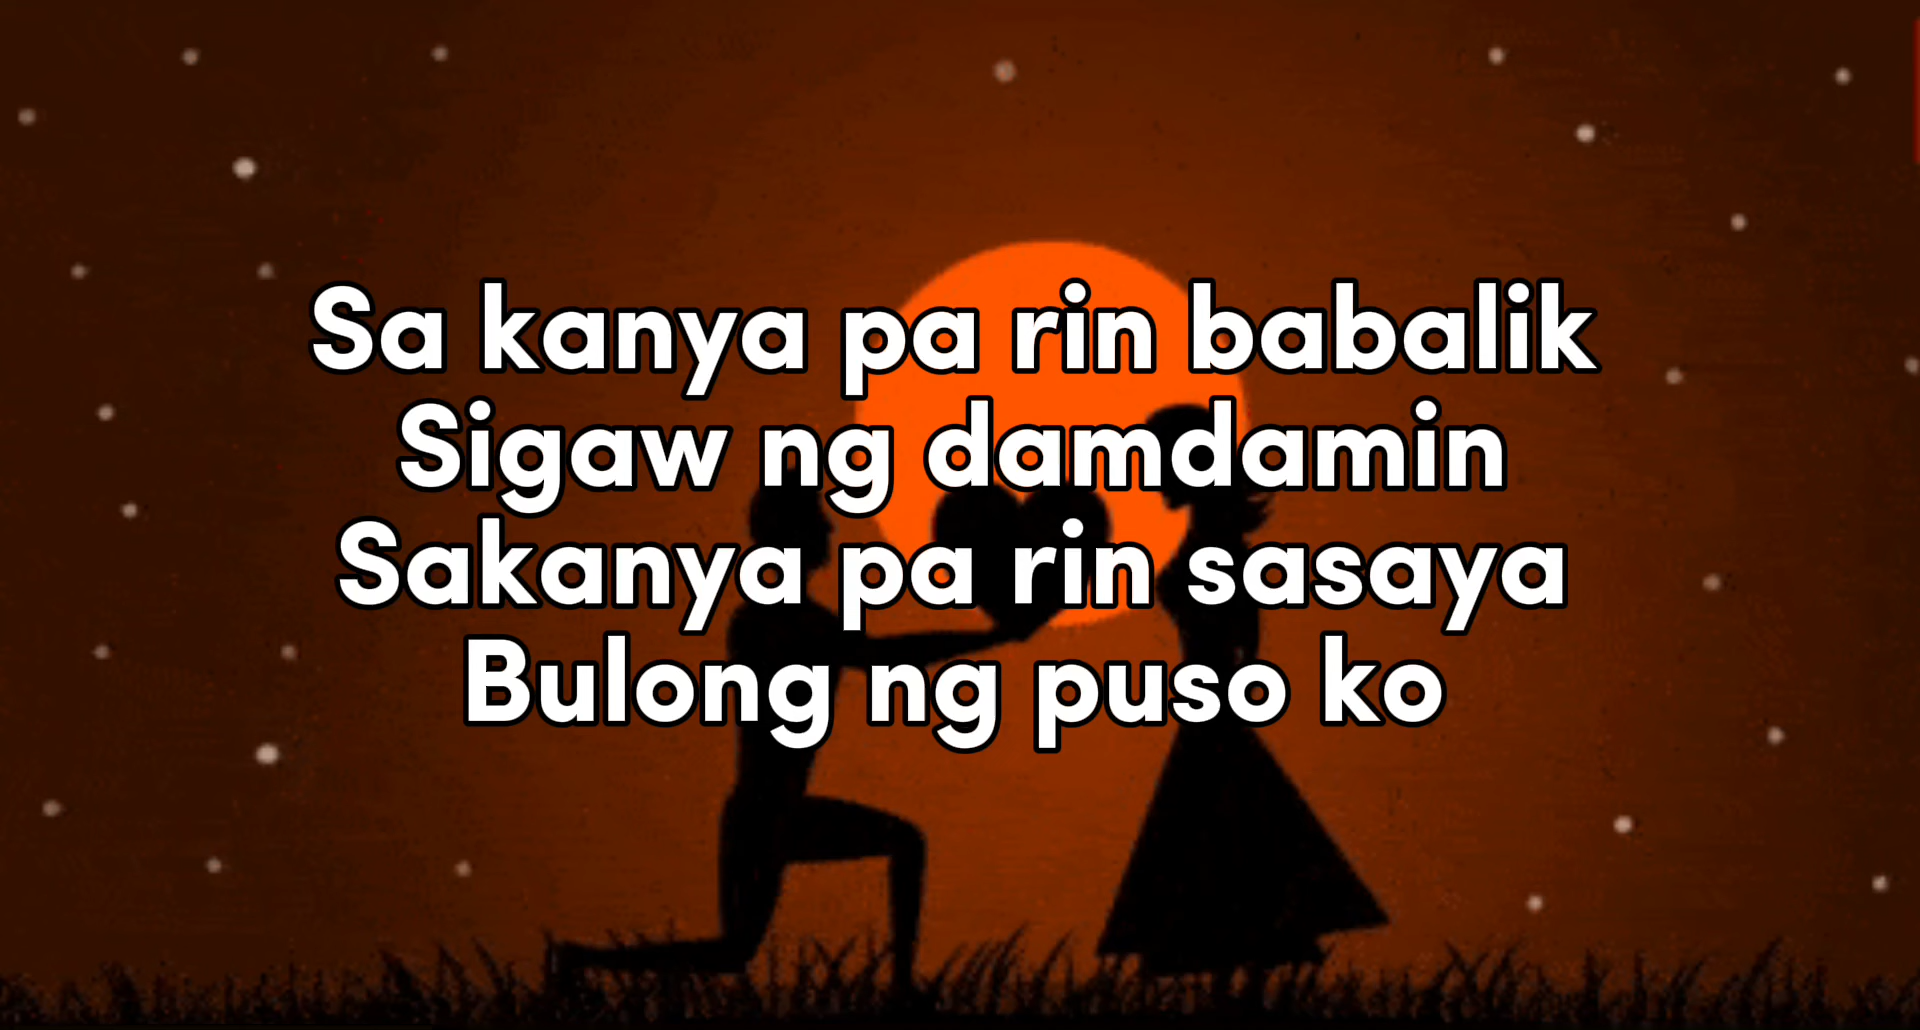 Sa kanya pa rin babalik
Sigaw ng damdamin
Sakanya pa rin sasaya
Bulong ng puso ko